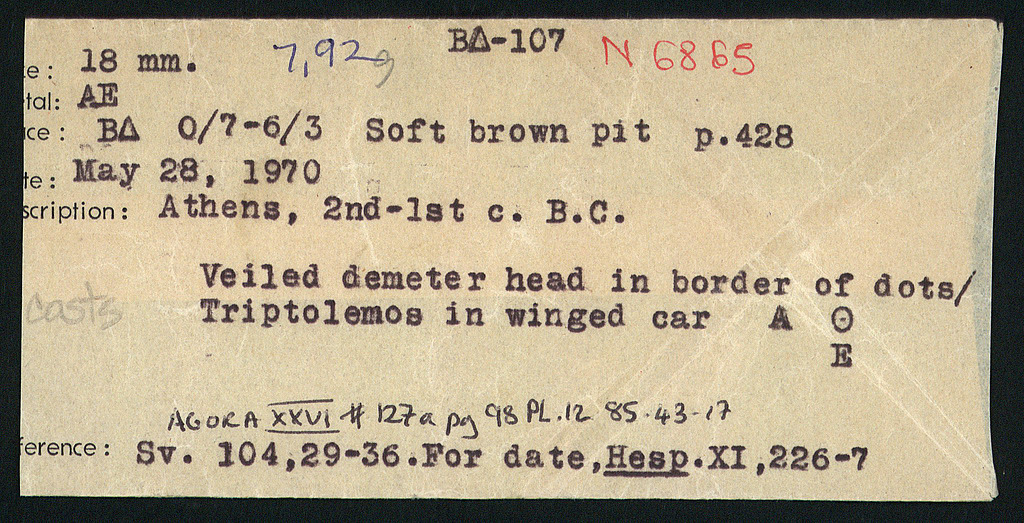 BΔ-107
e: 18 mm. 7,92g N 6865
tal: AE
ce: BΔ O/7-6/3 Soft brown pit p.428
te: May 28, 1970
scription: Athens, 2nd-1st c. B.C.
Veiled demeter head in border of dots/
casts
Triptolemos in winged car A Θ
E
AGORA XXVI # 127a pg 98 PL.12 85-43-17
ference: Sv. 104,29-36.For date,Hesp.XI,226-7